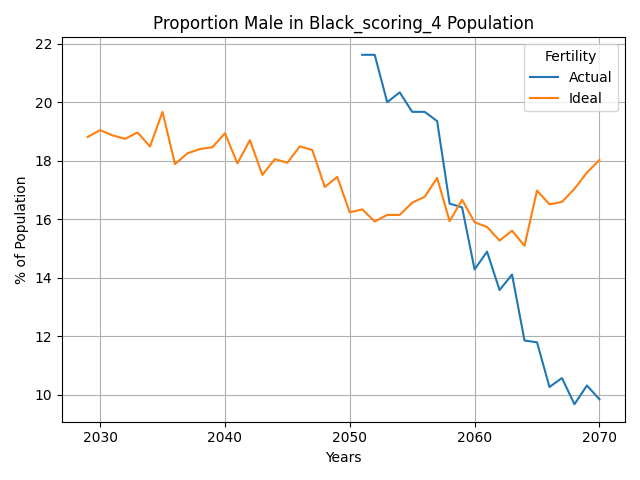 Proportion Male in Black_scoring_4 Population
% of Population
22
20
18
16
14
12
10
Fertility
Actual
Ideal
2030 2040 2050 2060 2070
Years